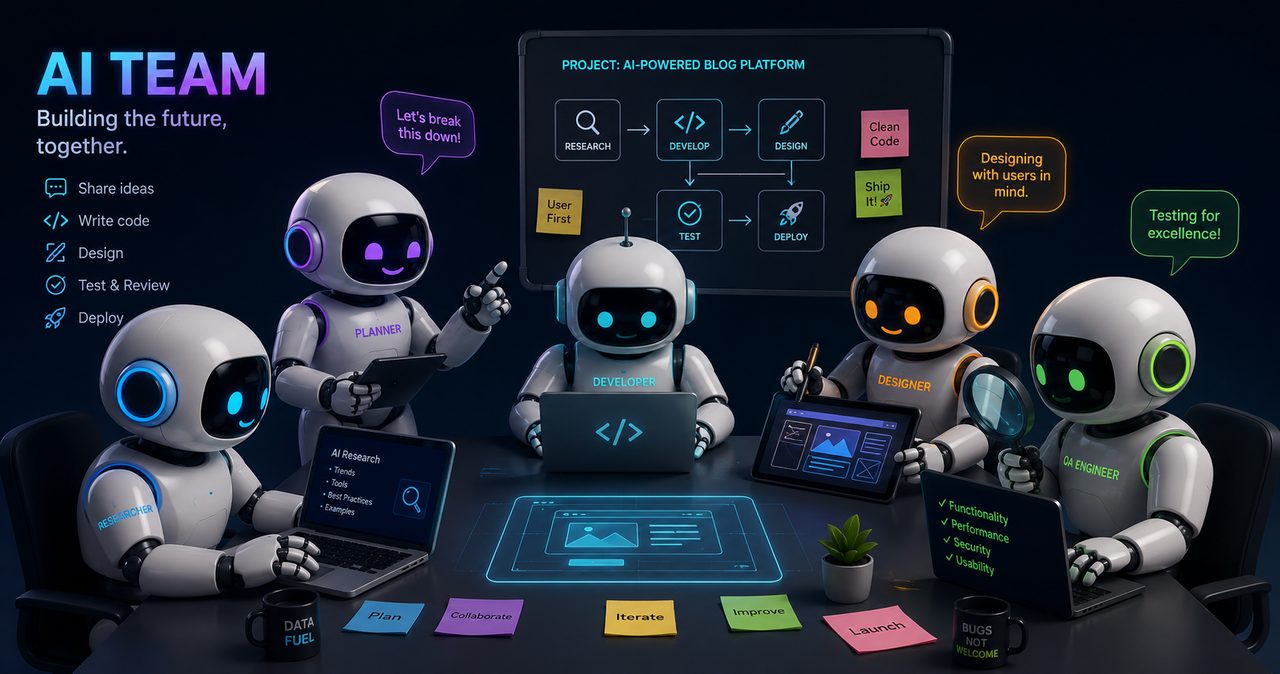 AI TEAM
Building the future,
together.
Share ideas
</> Write code
Design
Test & Review
Deploy
Let's break
this down!
PROJECT: AI-POWERED BLOG PLATFORM
RESEARCH
</>
DEVELOP
DESIGN
TEST
DEPLOY
User
First
Clean
Code
Ship
It! 🚀
Designing
with users in
mind.
Testing for
excellence!
PLANNER
DEVELOPER
DESIGNER
QA ENGINEER
RESEARCHER
AI Research
• Trends
• Tools
• Best Practices
• Examples
</>
✓ Functionality
✓ Performance
✓ Security
✓ Usability
DATA
FUEL
Plan
Collaborate
Iterate
Improve
Launch
BUGS
NOT
WELCOME